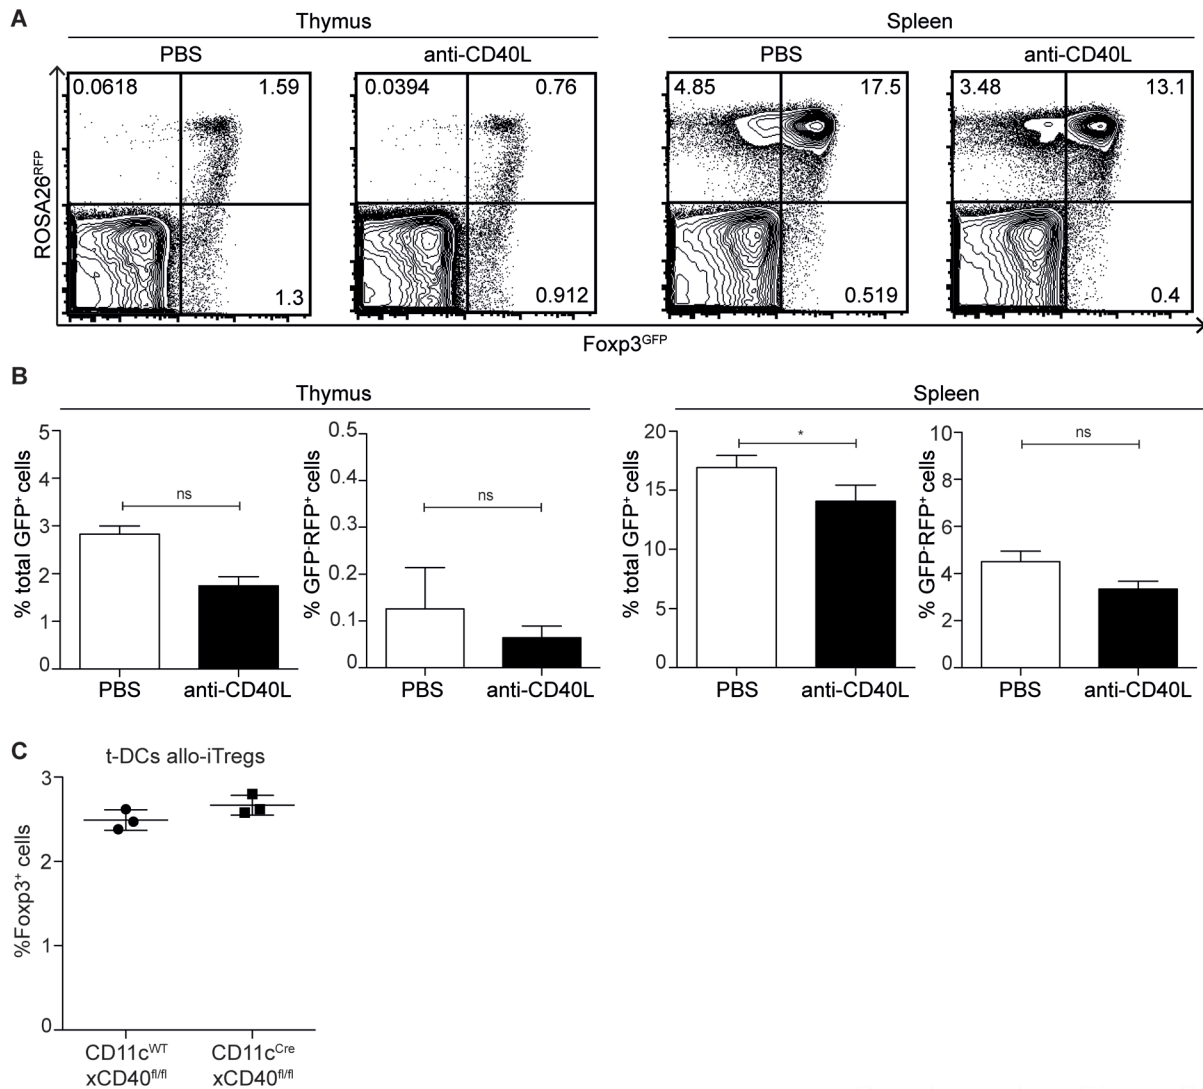 A
Thymus
Spleen
PBS
anti-CD40L
PBS
anti-CD40L
0.0618
1.59
0.0394
0.76
4.85
17.5
3.48
13.1
ROSA26RFP
1.3
0.912
0.519
0.4
Foxp3GFP
B
Thymus
Spleen
% total GFP+ cells
5
4
3
2
1
0
ns
PBS
anti-CD40L
% GFP-RFP+ cells
0.5
0.4
0.3
0.2
0.1
0
ns
PBS
anti-CD40L
% total GFP+ cells
20
15
10
5
0
*
PBS
anti-CD40L
% GFP-RFP+ cells
10
8
6
4
2
0
ns
PBS
anti-CD40L
C
t-DCs allo-iTregs
%Foxp3+ cells
3
2
1
0
CD11cWT
xCD40fl/fl
CD11cCre
xCD40fl/fl